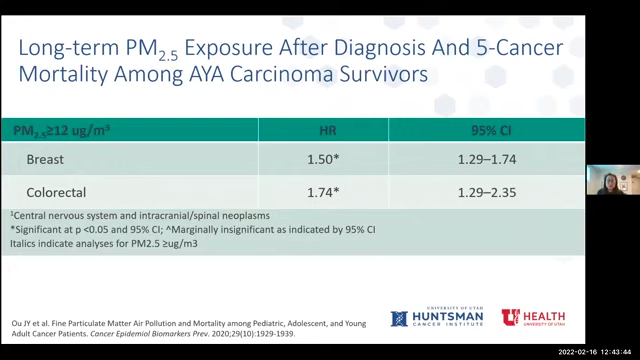 Long-term PM2.5 Exposure After Diagnosis And 5-Cancer
Mortality Among AYA Carcinoma Survivors
PM2.5≥12 ug/m³ HR 95% CI
Breast 1.50* 1.29–1.74
Colorectal 1.74* 1.29–2.35
¹Central nervous system and intracranial/spinal neoplasms
*Significant at p <0.05 and 95% CI; ^Marginally insignificant as indicated by 95% CI
Italics indicate analyses for PM2.5 ≥ug/m3
Ou JY et al. Fine Particulate Matter Air Pollution and Mortality among Pediatric, Adolescent, and Young
Adult Cancer Patients. Cancer Epidemiol Biomarkers Prev. 2020;29(10):1929-1939.
UNIVERSITY OF UTAH
HUNTSMAN
CANCER INSTITUTE
U HEALTH
UNIVERSITY OF UTAH
2022-02-16 12:43:44